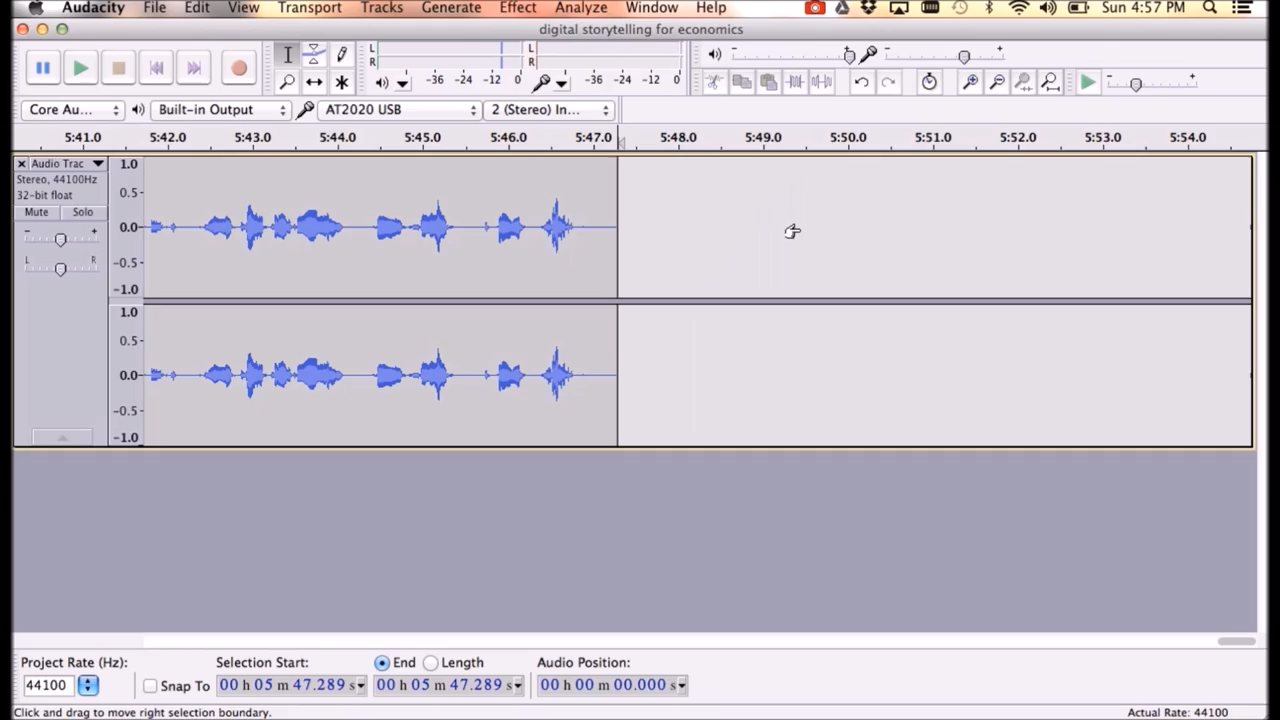 Audacity File Edit View Transport Tracks Generate Effect Analyze Window Help Sun 4:57 PM
digital storytelling for economics
L
R
-36 -24 -12 0
L
R
-36 -24 -12 0
- + - +
- +
Core Au... Built-in Output AT2020 USB 2 (Stereo) In...
5:41.0 5:42.0 5:43.0 5:44.0 5:45.0 5:46.0 5:47.0 5:48.0 5:49.0 5:50.0 5:51.0 5:52.0 5:53.0 5:54.0
Audio Trac
Stereo, 44100Hz
32-bit float
Mute Solo
- +
L R
1.0
0.5-
0.0-
-0.5-
-1.0
1.0
0.5-
0.0-
-0.5-
-1.0
Project Rate (Hz): Selection Start: End Length Audio Position:
44100 Snap To 00 h 05 m 47.289 s 00 h 05 m 47.289 s 00 h 00 m 00.000 s
Click and drag to move right selection boundary. Actual Rate: 44100